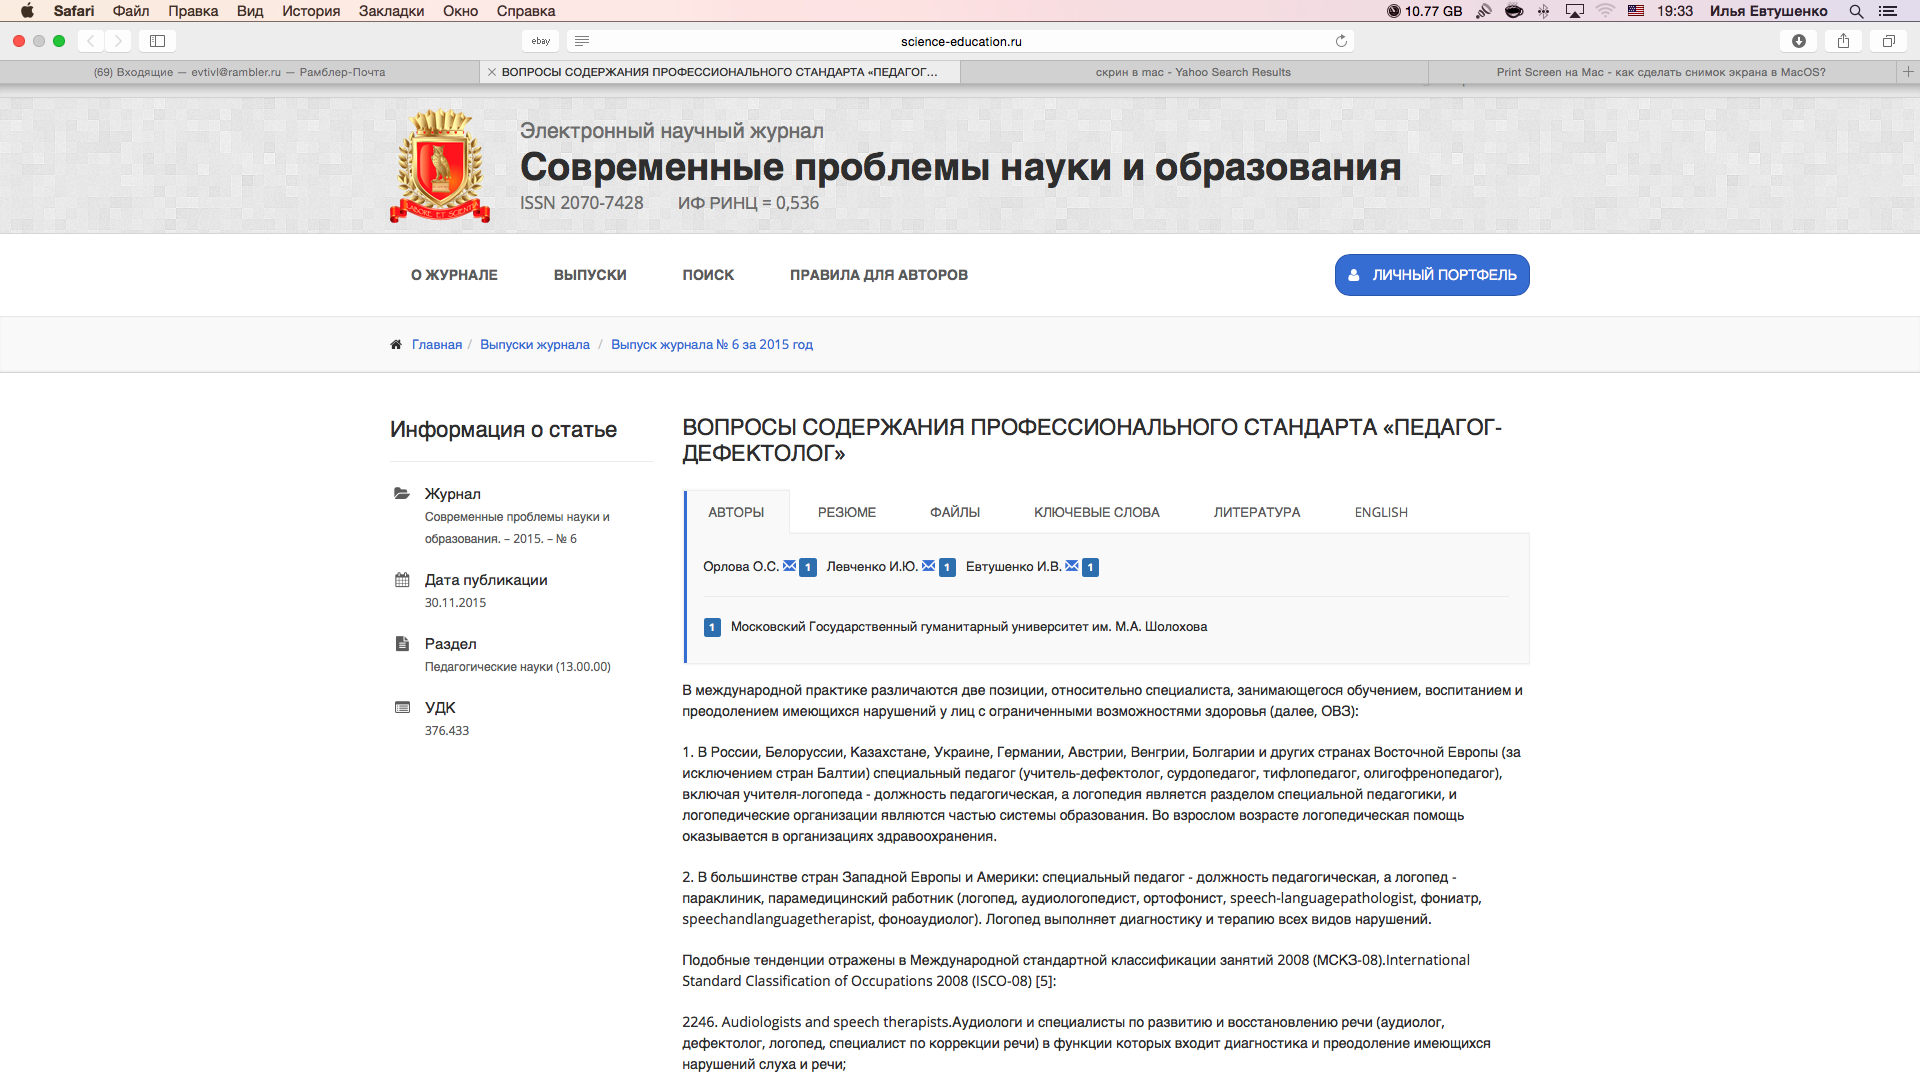 Safari Файл Правка Вид История Закладки Окно Справка 10.77 GB 19:33 Илья Евтушенко
ebay science-education.ru
(69) Входящие — evtivl@rambler.ru — Рамблер-Почта
ВОПРОСЫ СОДЕРЖАНИЯ ПРОФЕССИОНАЛЬНОГО СТАНДАРТА «ПЕДАГОГ...
скрин в mac - Yahoo Search Results
Print Screen на Mac - как сделать снимок экрана в MacOS?
Электронный научный журнал
Современные проблемы науки и образования
ISSN 2070-7428 ИФ РИНЦ = 0,536
LABORE ET SCIENTIA
О ЖУРНАЛЕ ВЫПУСКИ ПОИСК ПРАВИЛА ДЛЯ АВТОРОВ ЛИЧНЫЙ ПОРТФЕЛЬ
Главная / Выпуски журнала / Выпуск журнала № 6 за 2015 год
Информация о статье
Журнал
Современные проблемы науки и
образования. – 2015. – № 6
Дата публикации
30.11.2015
Раздел
Педагогические науки (13.00.00)
УДК
376.433
ВОПРОСЫ СОДЕРЖАНИЯ ПРОФЕССИОНАЛЬНОГО СТАНДАРТА «ПЕДАГОГ-
ДЕФЕКТОЛОГ»
АВТОРЫ РЕЗЮМЕ ФАЙЛЫ КЛЮЧЕВЫЕ СЛОВА ЛИТЕРАТУРА ENGLISH
Орлова О.С. 1 Левченко И.Ю. 1 Евтушенко И.В. 1
1 Московский Государственный гуманитарный университет им. М.А. Шолохова
В международной практике различаются две позиции, относительно специалиста, занимающегося обучением, воспитанием и
преодолением имеющихся нарушений у лиц с ограниченными возможностями здоровья (далее, ОВЗ):
1. В России, Белоруссии, Казахстане, Украине, Германии, Австрии, Венгрии, Болгарии и других странах Восточной Европы (за
исключением стран Балтии) специальный педагог (учитель-дефектолог, сурдопедагог, тифлопедагог, олигофренопедагог),
включая учителя-логопеда - должность педагогическая, а логопедия является разделом специальной педагогики, и
логопедические организации являются частью системы образования. Во взрослом возрасте логопедическая помощь
оказывается в организациях здравоохранения.
2. В большинстве стран Западной Европы и Америки: специальный педагог - должность педагогическая, а логопед -
параклиник, парамедицинский работник (логопед, аудиологопедист, ортофонист, speech-languagepathologist, фониатр,
speechandlanguagetherapist, фоноаудиолог). Логопед выполняет диагностику и терапию всех видов нарушений.
Подобные тенденции отражены в Международной стандартной классификации занятий 2008 (МСКЗ-08).International
Standard Classification of Occupations 2008 (ISCO-08) [5]:
2246. Audiologists and speech therapists.Аудиологи и специалисты по развитию и восстановлению речи (аудиолог,
дефектолог, логопед, специалист по коррекции речи) в функции которых входит диагностика и преодоление имеющихся
нарушений слуха и речи;